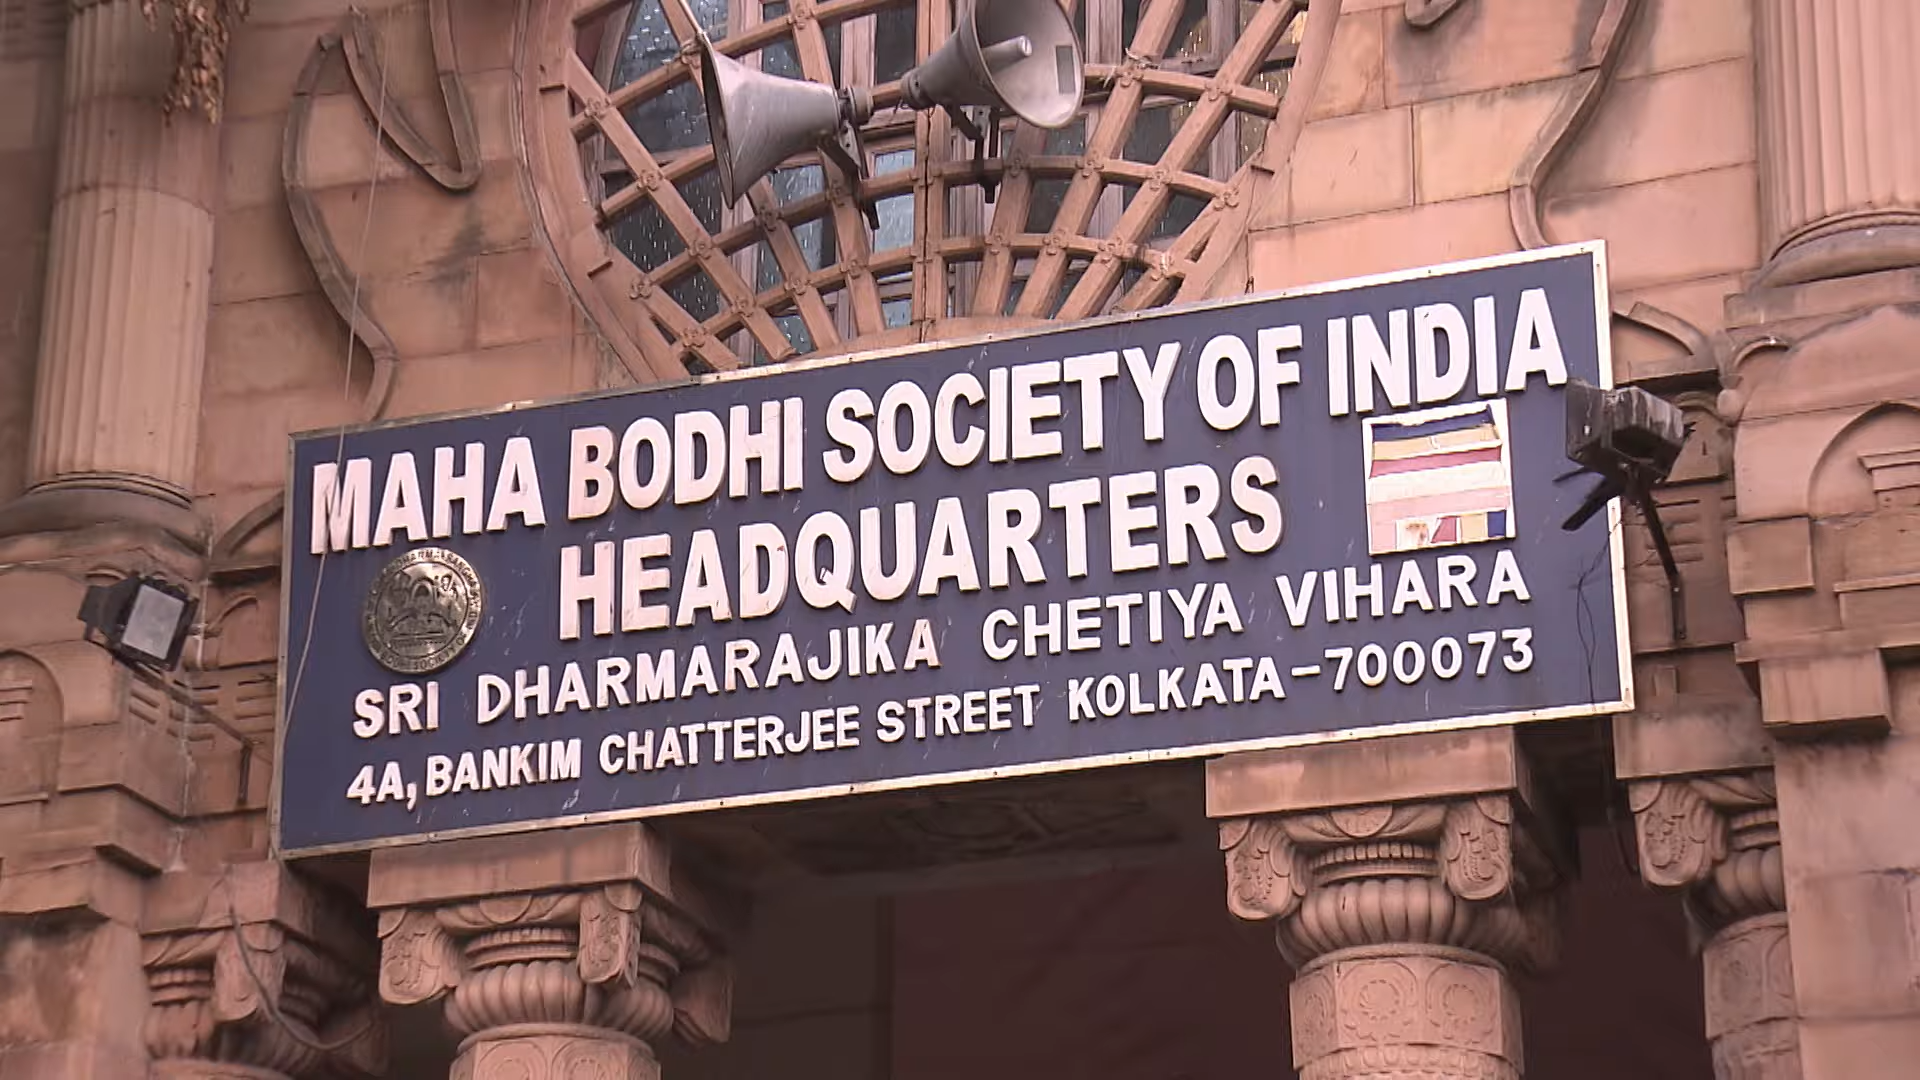 MAHA BODHI SOCIETY OF INDIA
HEADQUARTERS
SRI DHARMARAJIKA CHETIYA VIHARA
4A, BANKIM CHATTERJEE STREET KOLKATA-700073